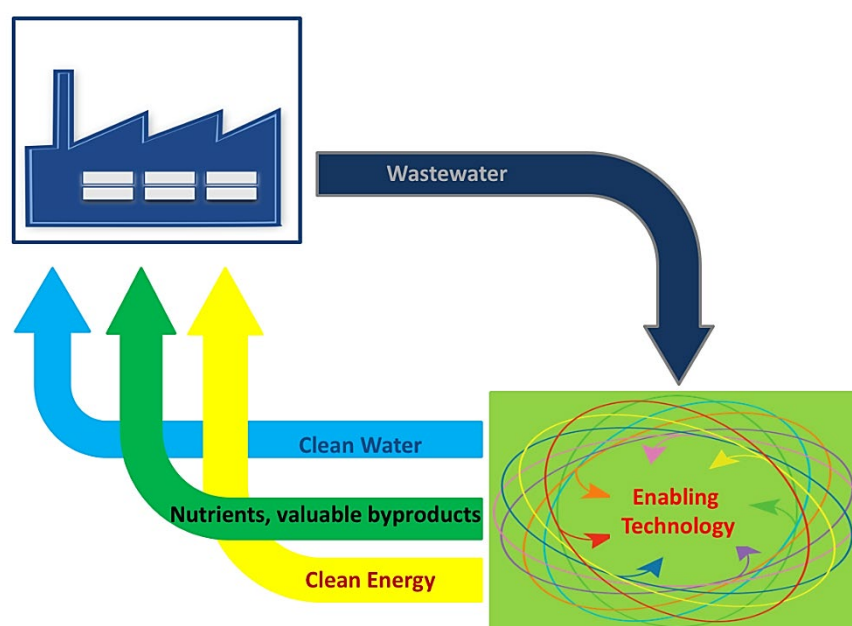 Wastewater
Clean Water
Nutrients, valuable byproducts
Clean Energy
Enabling
Technology